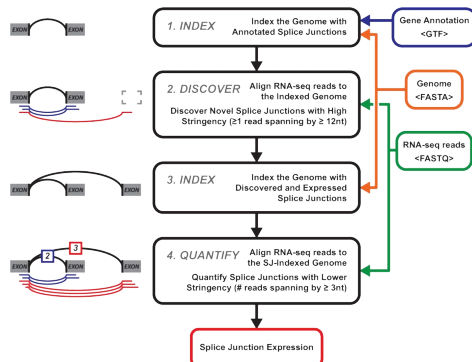 EXON
EXON
1. INDEX
Index the Genome with
Annotated Splice Junctions
Gene Annotation
<GTF>
EXON
EXON
2. DISCOVER
Align RNA-seq reads to
the Indexed Genome
Discover Novel Splice Junctions with High
Stringency (≥1 read spanning by ≥ 12nt)
Genome
<FASTA>
RNA-seq reads
<FASTQ>
EXON
EXON
EXON
3. INDEX
Index the Genome with
Discovered and Expressed
Splice Junctions
2
3
EXON
EXON
EXON
4. QUANTIFY
Align RNA-seq reads to
the SJ-Indexed Genome
Quantify Splice Junctions with Lower
Stringency (# reads spanning by ≥ 3nt)
Splice Junction Expression